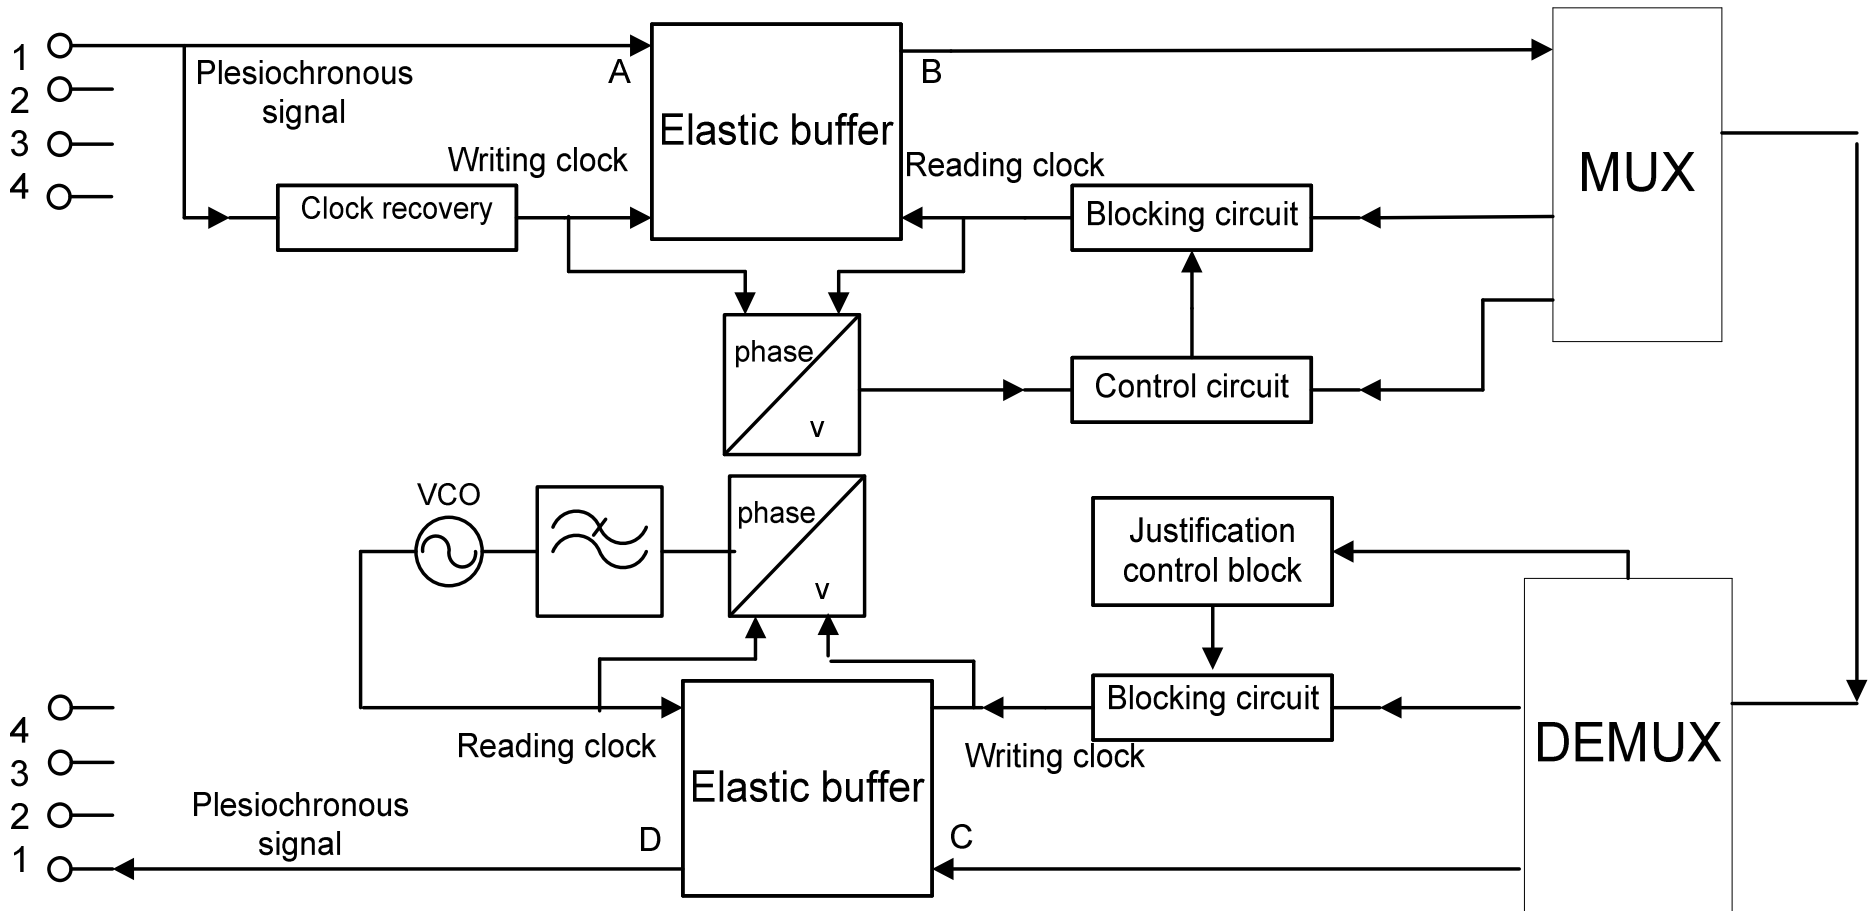 1
2
3
4
Plesiochronous
signal
A
Elastic buffer
B
MUX
Writing clock
Reading clock
Clock recovery
Blocking circuit
phase
v
Control circuit
VCO
phase
v
Justification
control block
Blocking circuit
DEMUX
Reading clock
Writing clock
Elastic buffer
4
3
2
1
Plesiochronous
signal
D
C